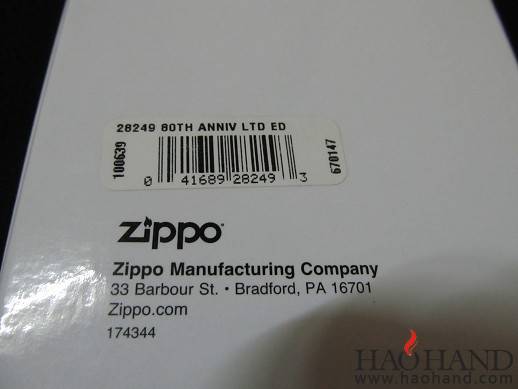 28249 80TH ANNIV LTD ED
100639
670147
0 41689 28249 3
zippo
Zippo Manufacturing Company
33 Barbour St. • Bradford, PA 16701
Zippo.com
174344
HAOHAND
www.haohand.com